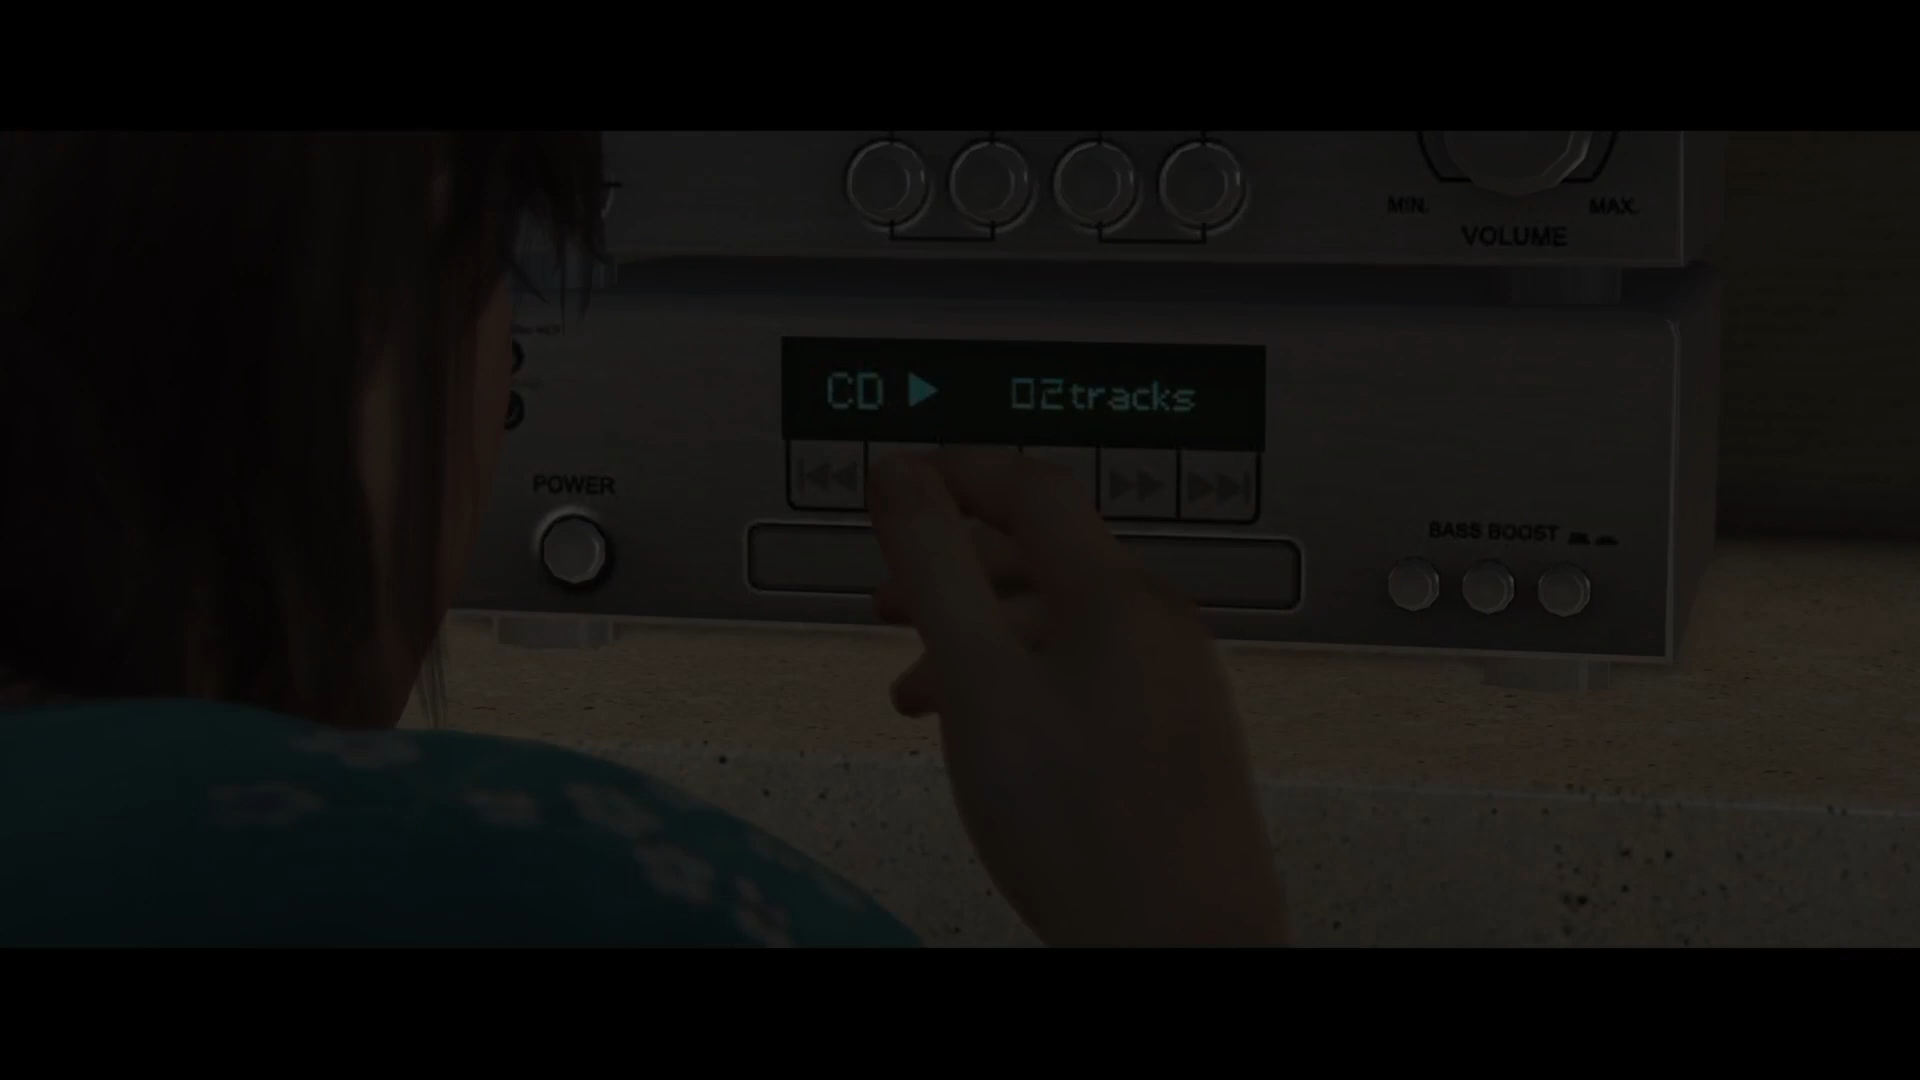 MIN. MAX.
VOLUME
CD ▶ 02tracks
POWER
BASS BOOST